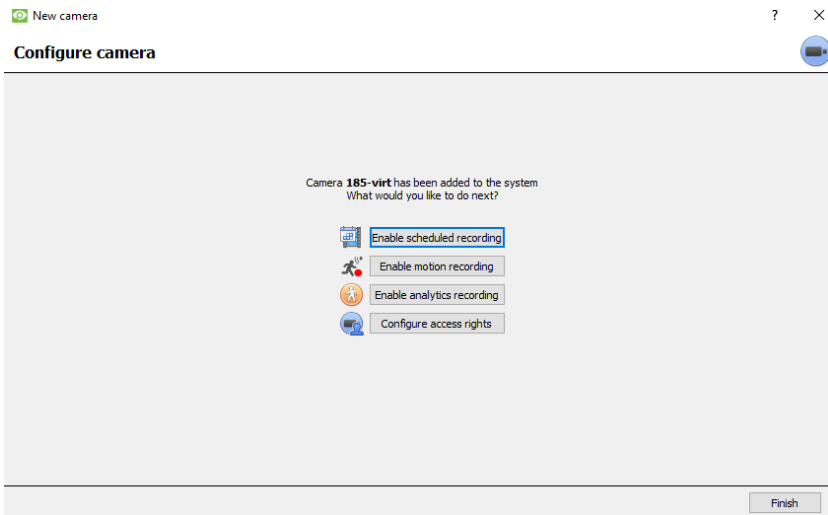 New camera
?
Configure camera
Camera 185-virt has been added to the system
What would you like to do next?
Enable scheduled recording
Enable motion recording
Enable analytics recording
Configure access rights
Finish